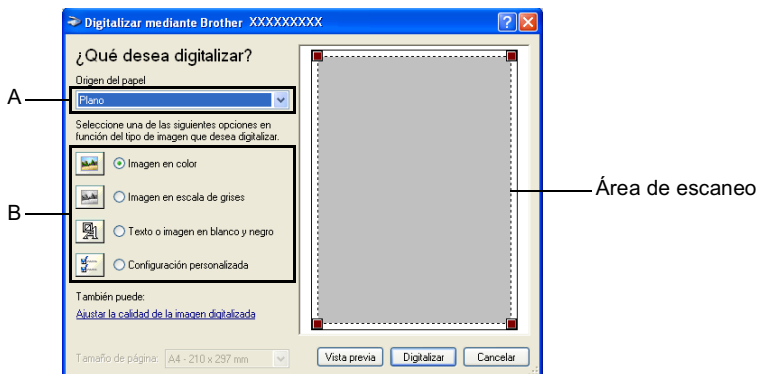 Digitalizar mediante Brother XXXXXXXXX
¿Qué desea digitalizar?
Origen del papel
A
Plano
Seleccione una de las siguientes opciones en
función del tipo de imagen que desea digitalizar.
Imagen en color
Imagen en escala de grises
Área de escaneo
B
Texto o imagen en blanco y negro
Configuración personalizada
También puede:
Ajustar la calidad de la imagen digitalizada
Tamaño de página: A4 - 210 x 297 mm
Vista previa Digitalizar Cancelar